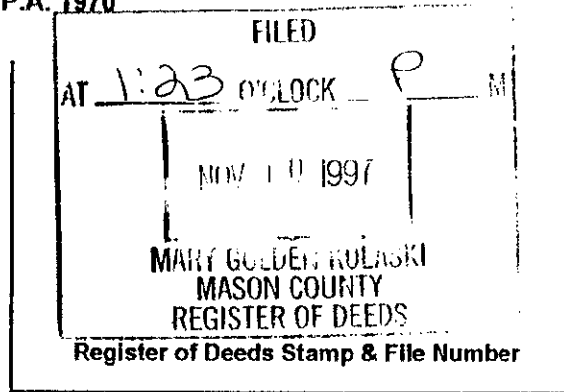 P.A. 1970
FILED
AT 1:23 O'CLOCK P M
NOV 10 1997
MARY GOLDEN KOLASKI
MASON COUNTY
REGISTER OF DEEDS
Register of Deeds Stamp & File Number